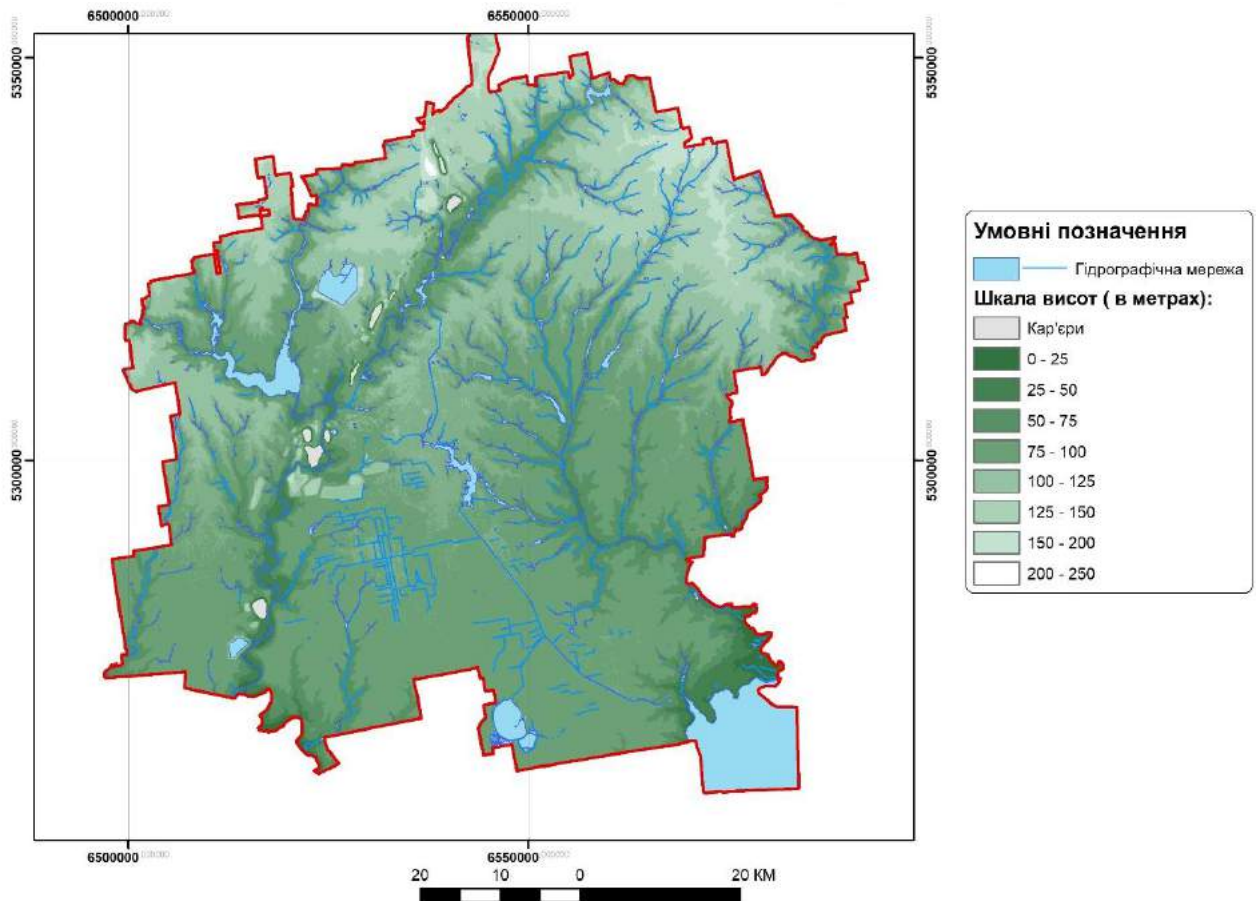 6500000
6550000
5350000
5350000
5300000
5300000
Умовні позначення
Гідрографічна мережа
Шкала висот ( в метрах):
Кар'єри
0 - 25
25 - 50
50 - 75
75 - 100
100 - 125
125 - 150
150 - 200
200 - 250
6500000
6550000
20 10 0 20 КМ